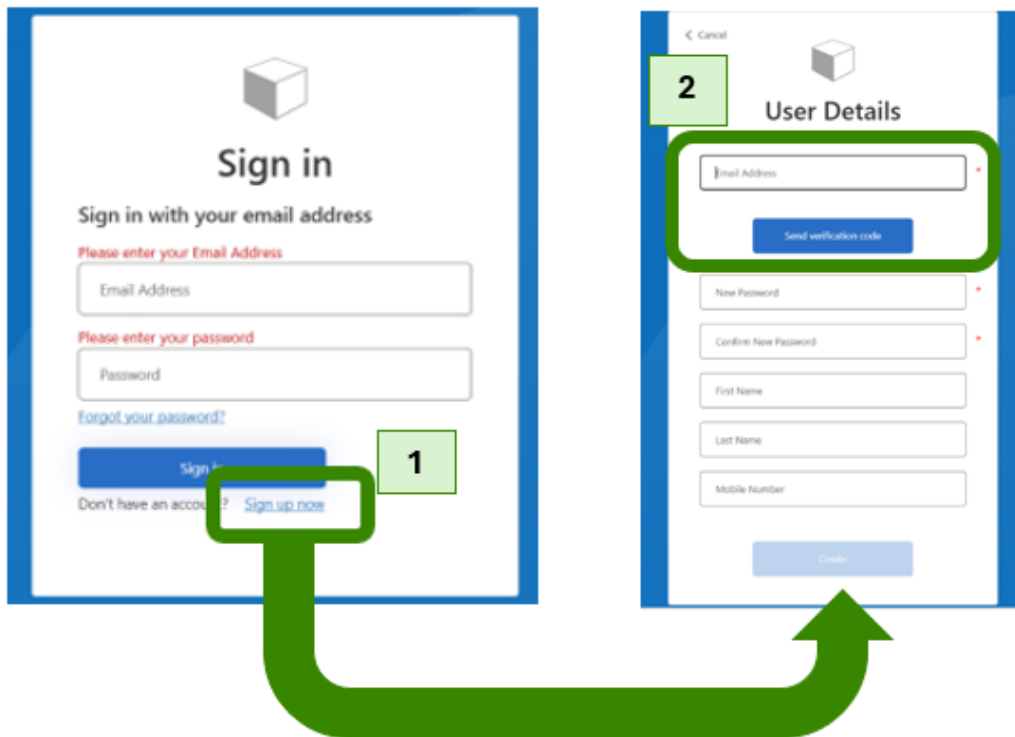 Sign in
Sign in with your email address
Please enter your Email Address
Email Address
Please enter your password
Password
Forgot your password?
Sign in
1
Don't have an account? Sign up now
Cancel
2
User Details
Email Address *
Send verification code
New Password *
Confirm New Password *
First Name
Last Name
Mobile Number
Create